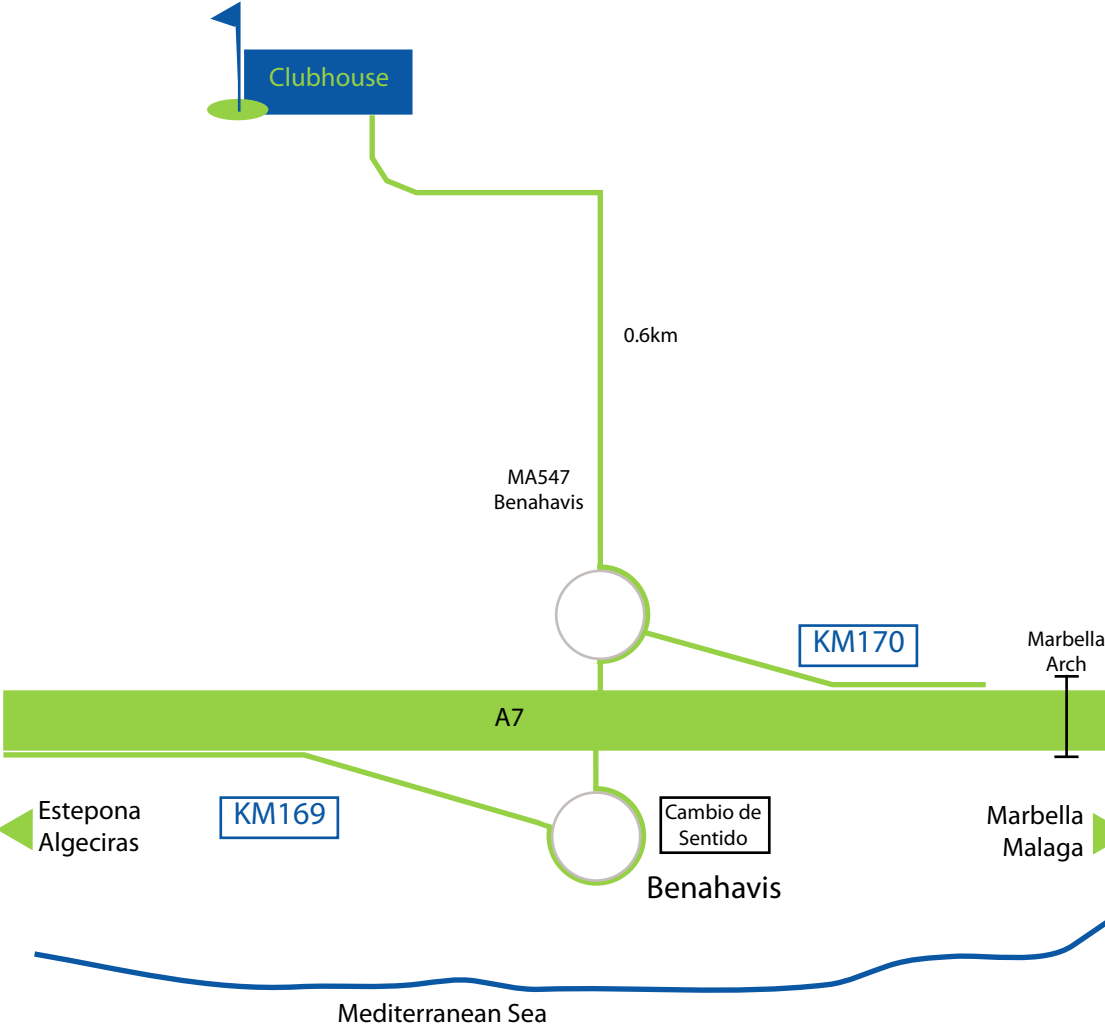 Clubhouse
0.6km
MA547
Benahavis
KM170
Marbella
Arch
A7
Estepona
Algeciras
KM169
Cambio de
Sentido
Marbella
Malaga
Benahavis
Mediterranean Sea